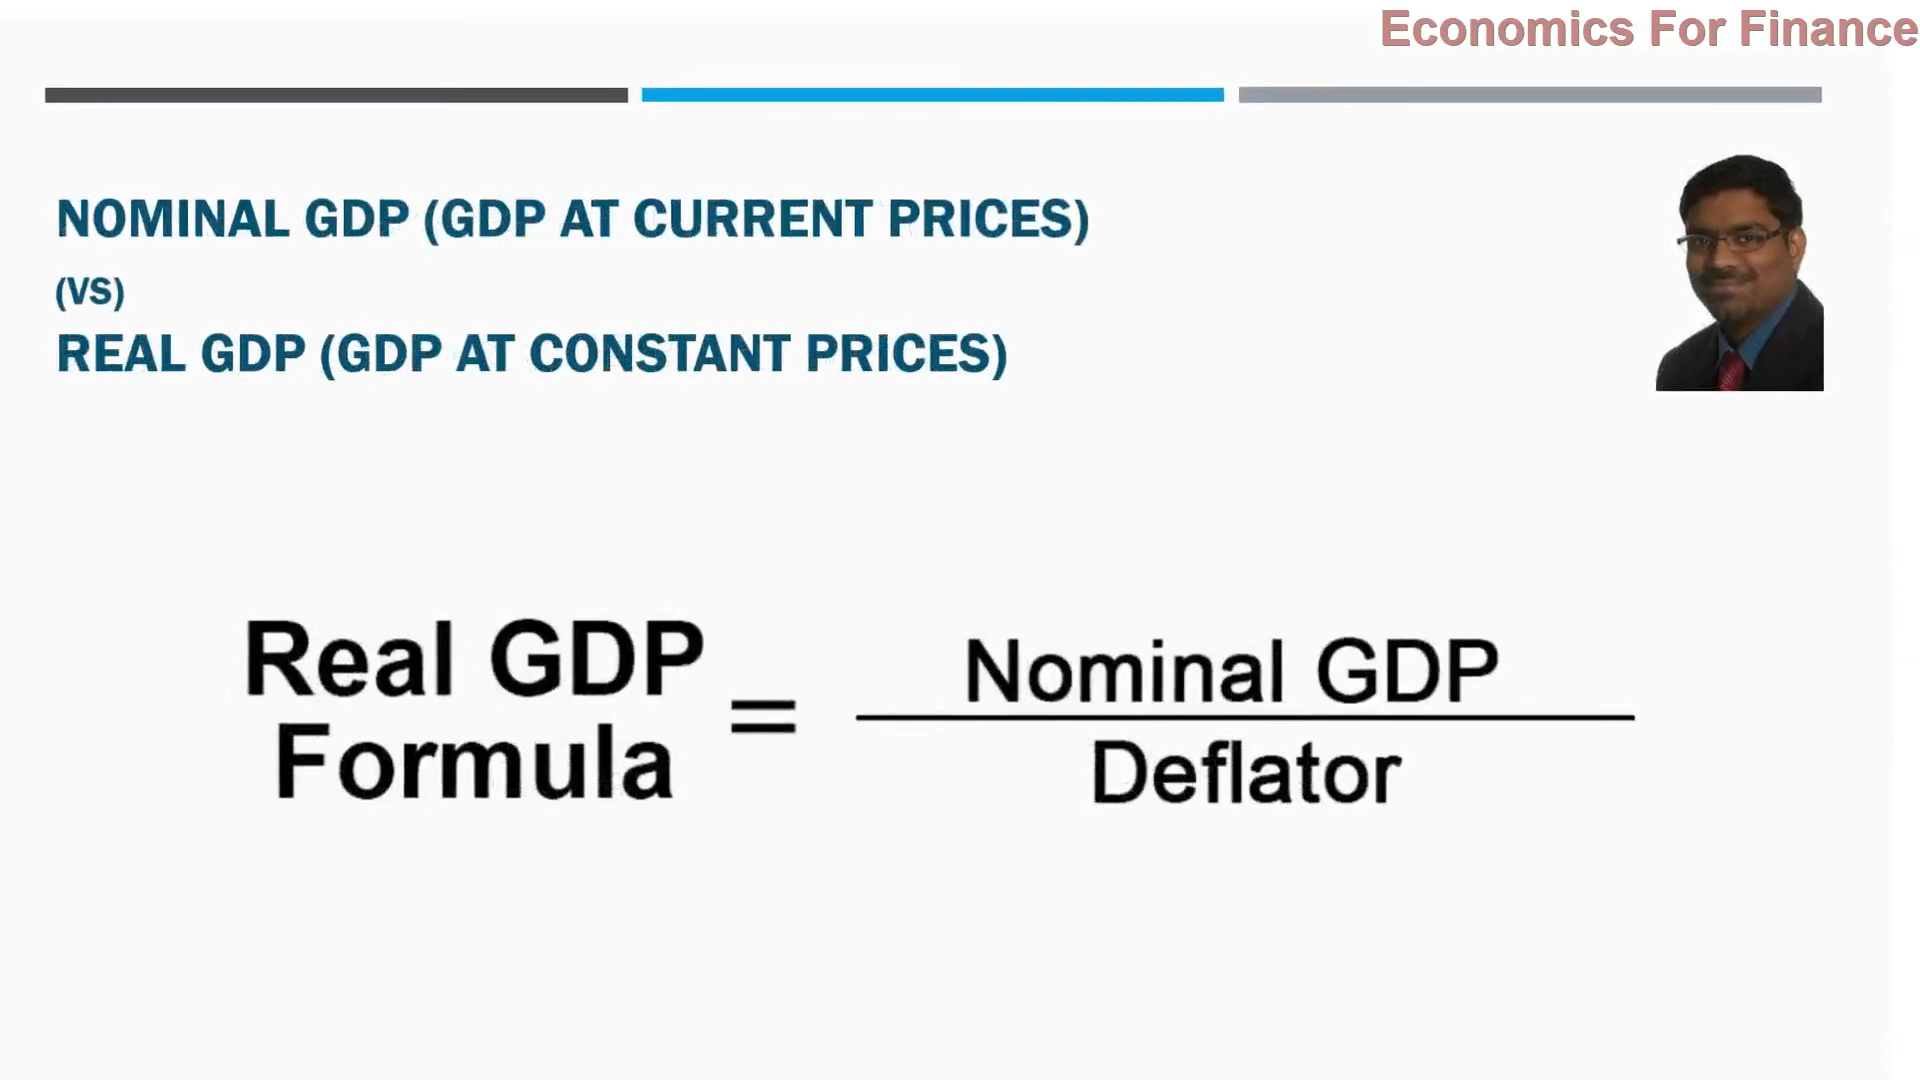 Economics For Finance
NOMINAL GDP (GDP AT CURRENT PRICES)
(VS)
REAL GDP (GDP AT CONSTANT PRICES)
Real GDP
Formula
=
Nominal GDP
Deflator